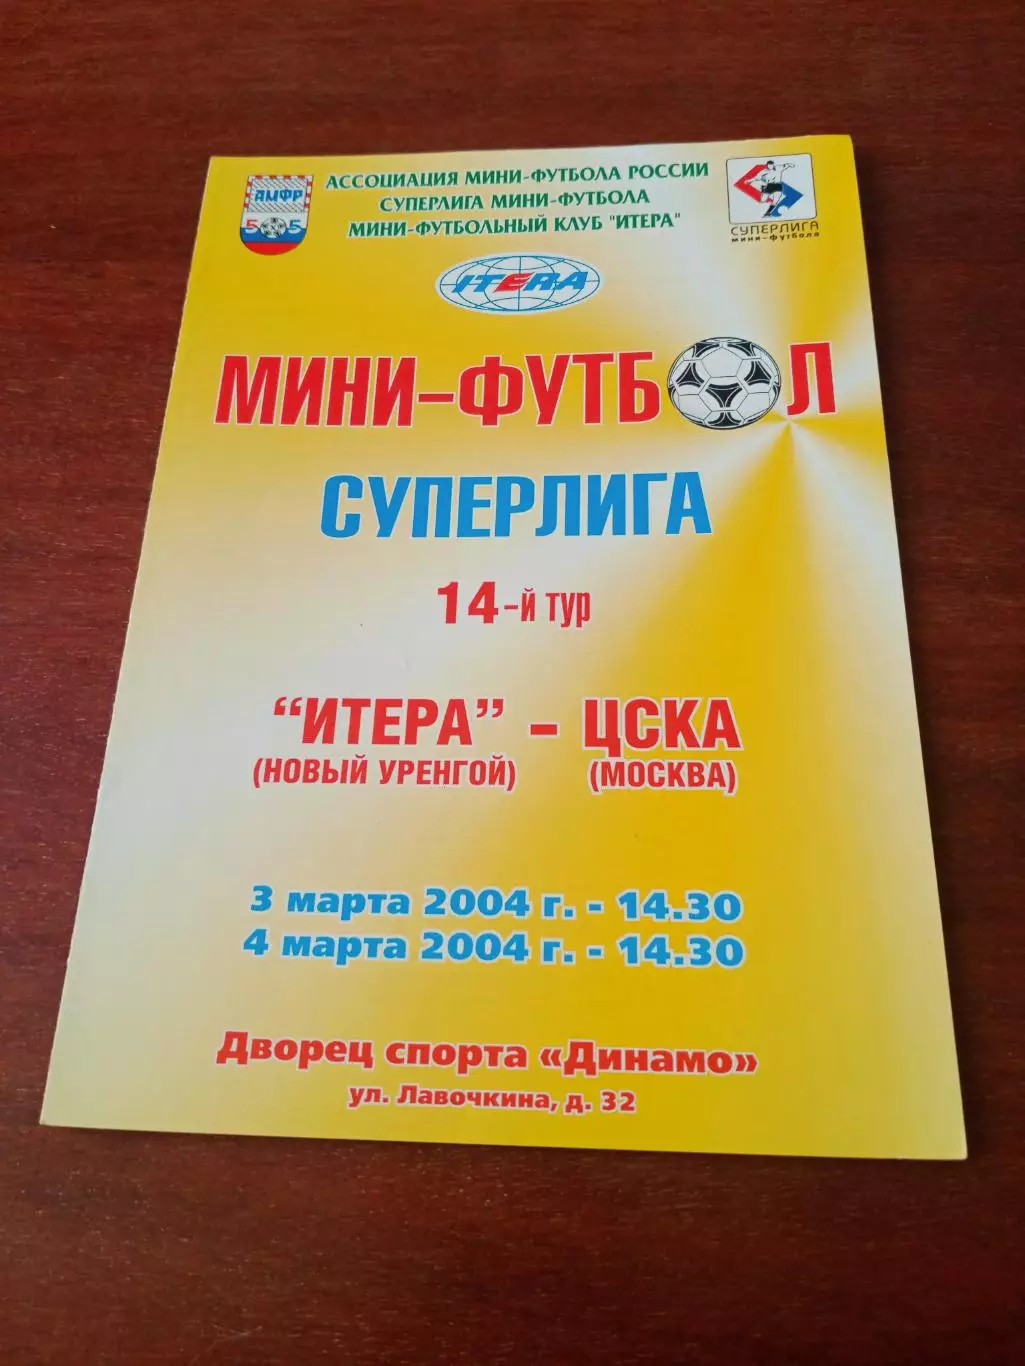 АССОЦИАЦИЯ МИНИ-ФУТБОЛА РОССИИ
СУПЕРЛИГА МИНИ-ФУТБОЛА
МИНИ-ФУТБОЛЬНЫЙ КЛУБ "ИТЕРА"
АМФР
5 5
СУПЕРЛИГА
мини-футбола
ITERA
МИНИ-ФУТБОЛ
СУПЕРЛИГА
14-й тур
“ИТЕРА” - ЦСКА
(НОВЫЙ УРЕНГОЙ) (МОСКВА)
3 марта 2004 г. - 14.30
4 марта 2004 г. - 14.30
Дворец спорта «Динамо»
ул. Лавочкина, д. 32